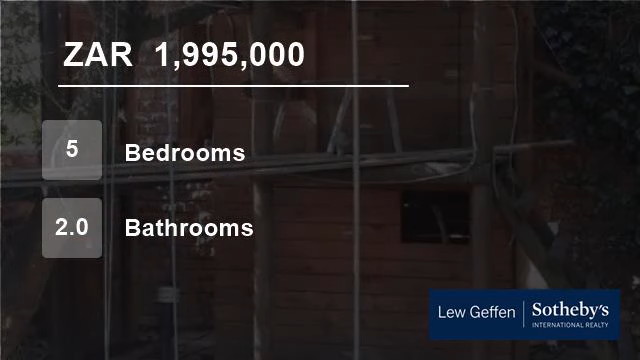 ZAR 1,995,000
5 Bedrooms
2.0 Bathrooms
Lew Geffen Sotheby's
INTERNATIONAL REALTY